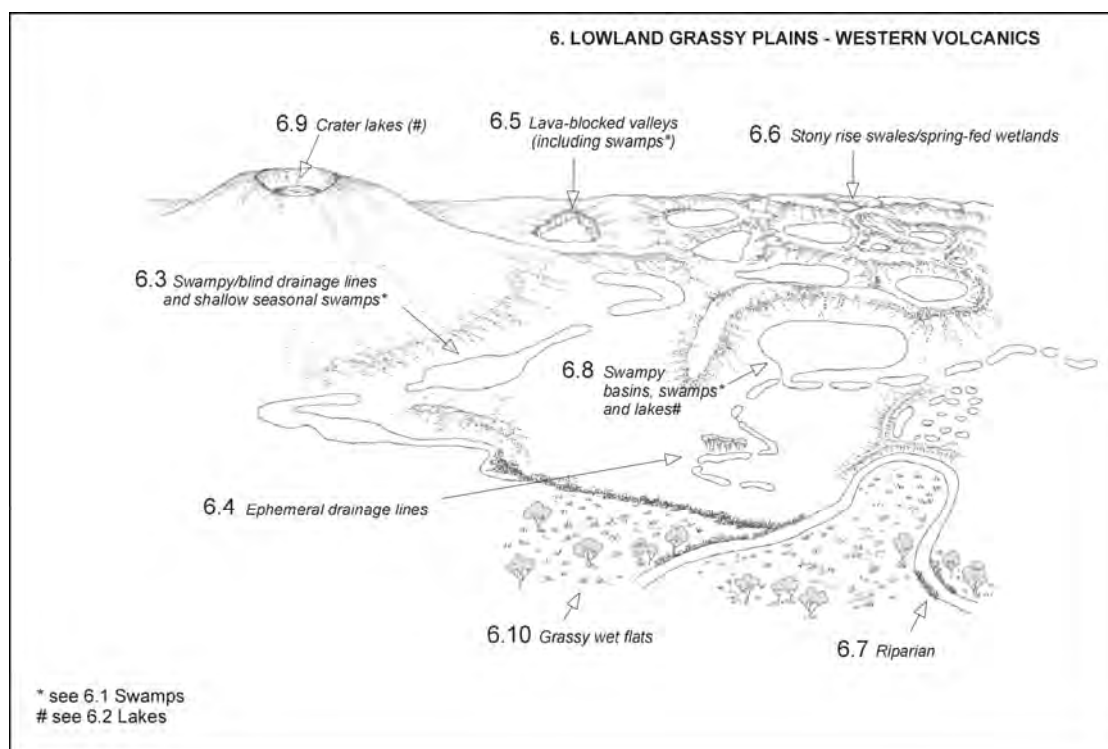 6. LOWLAND GRASSY PLAINS - WESTERN VOLCANICS
6.9 Crater lakes (#)
6.5 Lava-blocked valleys
(including swamps*)
6.6 Stony rise swales/spring-fed wetlands
6.3 Swampy/blind drainage lines
and shallow seasonal swamps*
6.8 Swampy
basins, swamps*
and lakes#
6.4 Ephemeral drainage lines
6.10 Grassy wet flats
6.7 Riparian
* see 6.1 Swamps
# see 6.2 Lakes